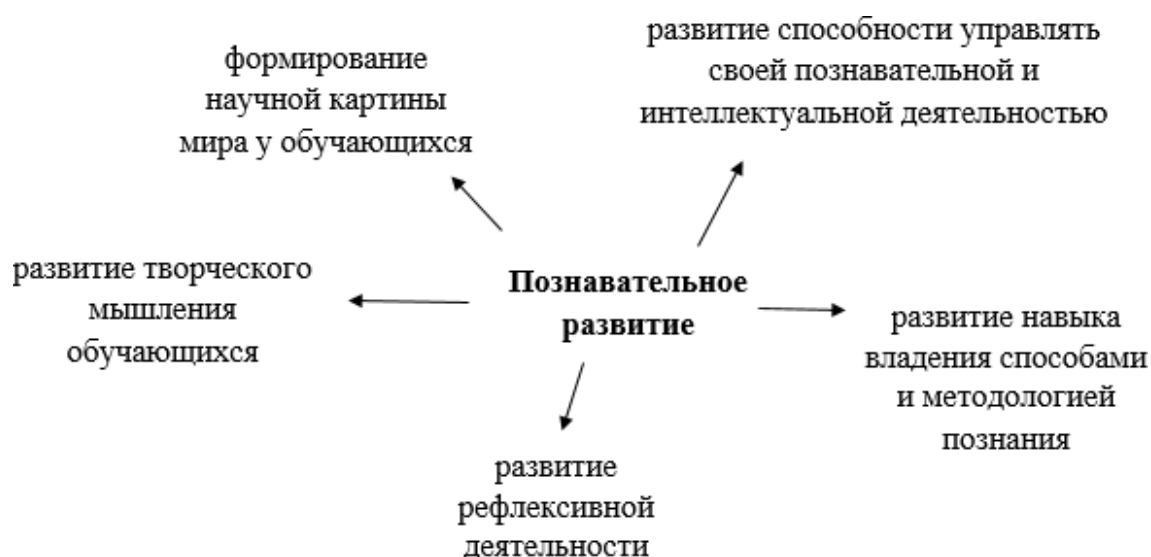 формирование
научной картины
мира у обучающихся
развитие способности управлять
своей познавательной и
интеллектуальной деятельностью
развитие творческого
мышления
обучающихся
Познавательное
развитие
развитие навыка
владения способами
и методологией
познания
развитие
рефлексивной
деятельности